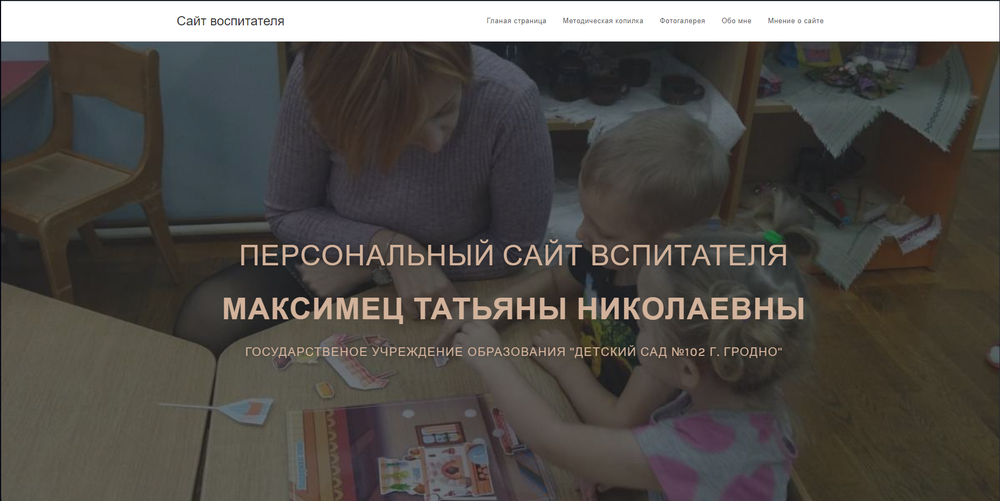 Сайт воспитателя
Гланая страница Методическая копилка Фотогалерея Обо мне Мнение о сайте
ПЕРСОНАЛЬНЫЙ САЙТ ВСПИТАТЕЛЯ
МАКСИМЕЦ ТАТЬЯНЫ НИКОЛАЕВНЫ
ГОСУДАРСТВЕНОЕ УЧРЕЖДЕНИЕ ОБРАЗОВАНИЯ "ДЕТСКИЙ САД №102 Г. ГРОДНО"